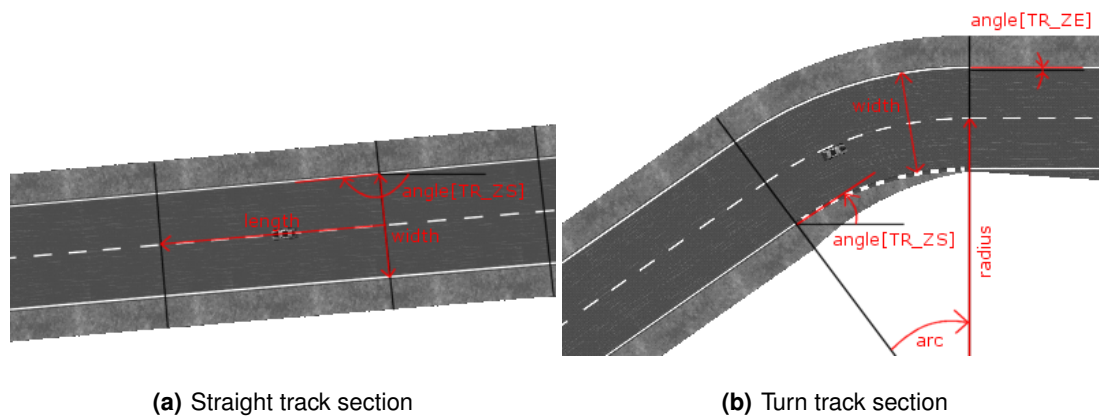 angle[TR_ZS]
length
width
(a) Straight track section
angle[TR_ZE]
width
angle[TR_ZS]
radius
arc
(b) Turn track section